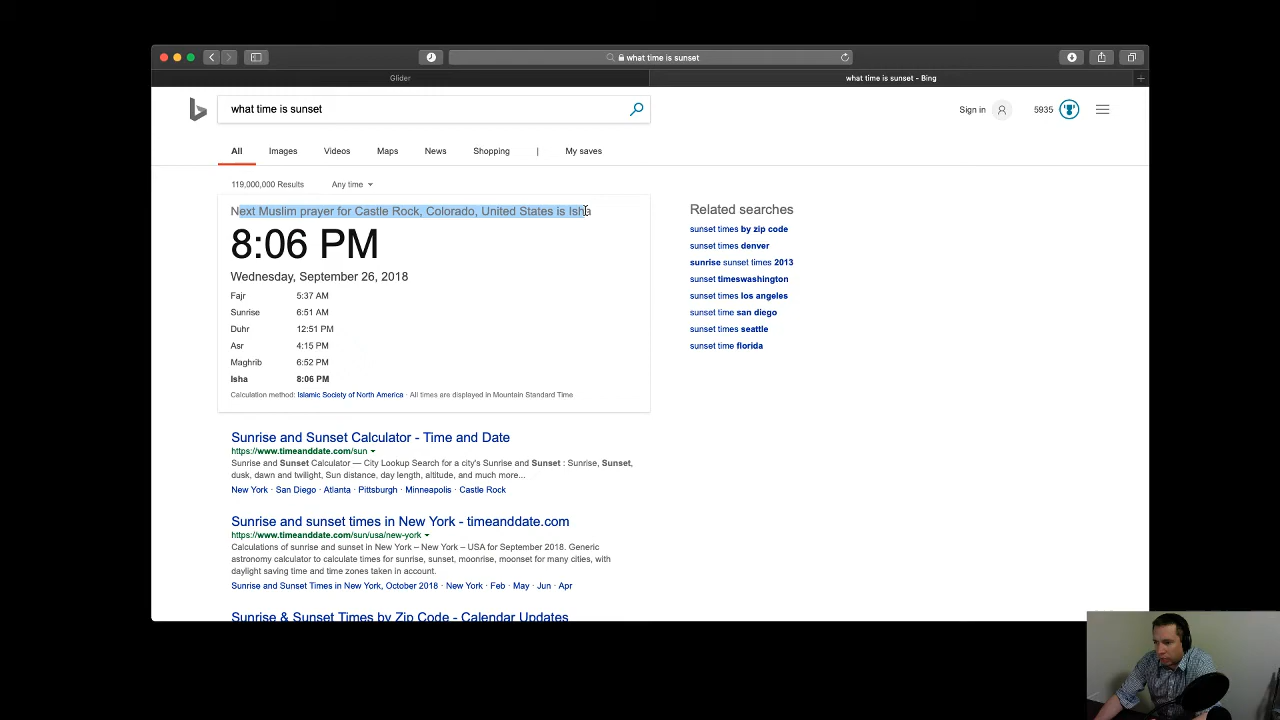 what time is sunset
Glider
what time is sunset - Bing
what time is sunset
Sign in
5935
All
Images
Videos
Maps
News
Shopping
|
My saves
119,000,000 Results
Any time
Next Muslim prayer for Castle Rock, Colorado, United States is Isha
8:06 PM
Wednesday, September 26, 2018
Fajr 5:37 AM
Sunrise 6:51 AM
Duhr 12:51 PM
Asr 4:15 PM
Maghrib 6:52 PM
Isha 8:06 PM
Calculation method: Islamic Society of North America · All times are displayed in Mountain Standard Time
Sunrise and Sunset Calculator - Time and Date
https://www.timeanddate.com/sun
Sunrise and Sunset Calculator — City Lookup Search for a city's Sunrise and Sunset : Sunrise, Sunset,
dusk, dawn and twilight, Sun distance, day length, altitude, and much more...
New York · San Diego · Atlanta · Pittsburgh · Minneapolis · Castle Rock
Sunrise and sunset times in New York - timeanddate.com
https://www.timeanddate.com/sun/usa/new-york
Calculations of sunrise and sunset in New York – New York – USA for September 2018. Generic
astronomy calculator to calculate times for sunrise, sunset, moonrise, moonset for many cities, with
daylight saving time and time zones taken in account.
Sunrise and Sunset Times in New York, October 2018 · New York · Feb · May · Jun · Apr
Sunrise & Sunset Times by Zip Code - Calendar Updates
Related searches
sunset times by zip code
sunset times denver
sunrise sunset times 2013
sunset timeswashington
sunset times los angeles
sunset time san diego
sunset times seattle
sunset time florida